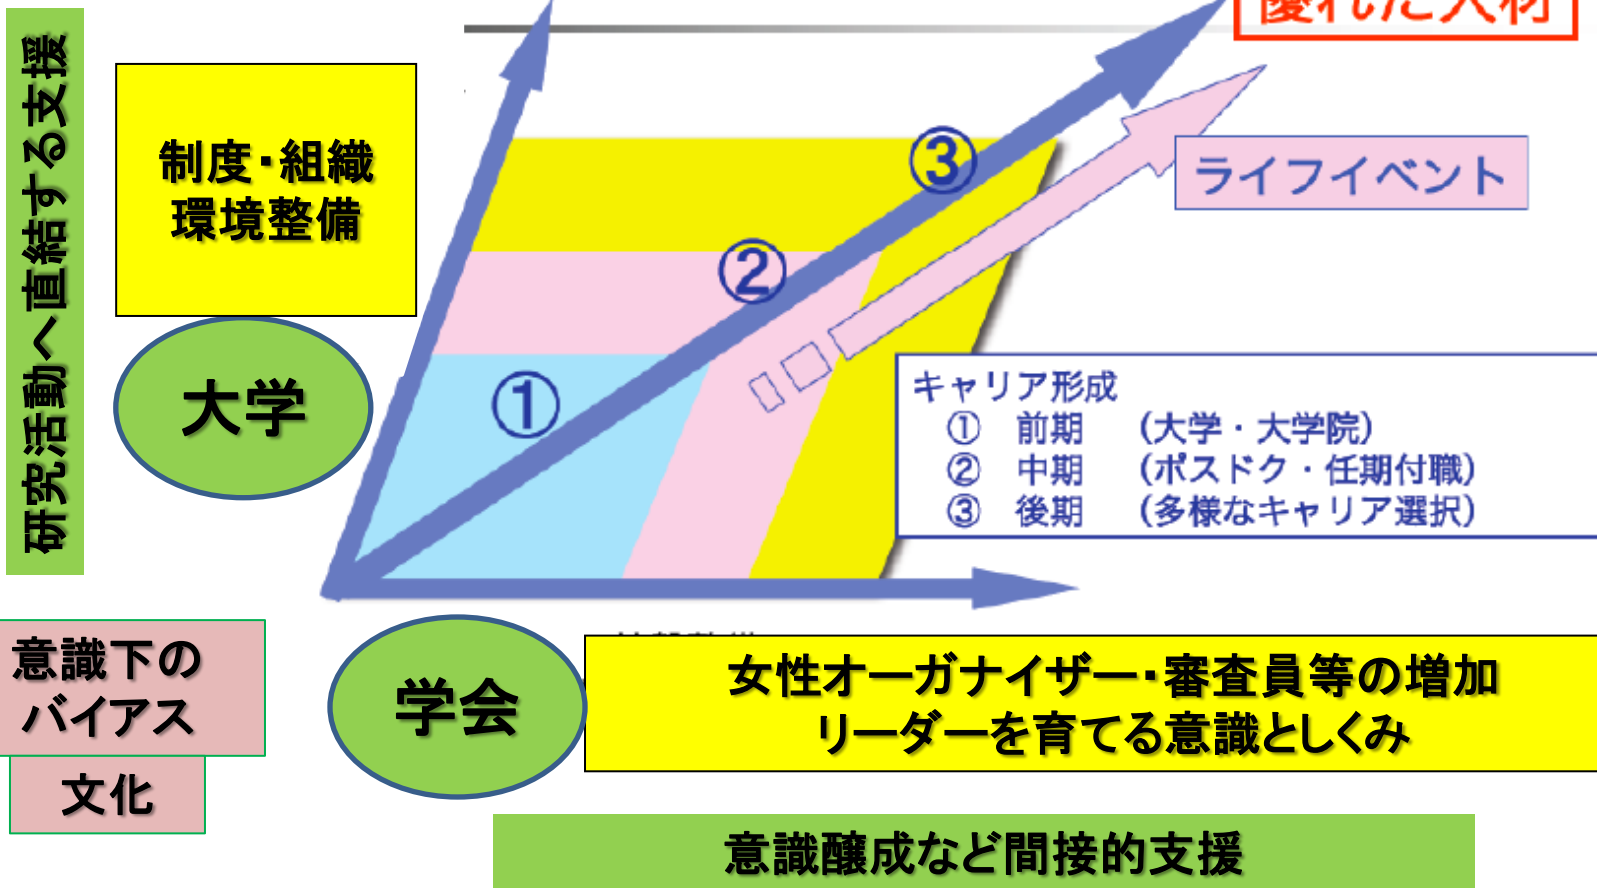 優れた人材
研究活動へ直結する支援
制度・組織
環境整備
③
ライフイベント
②
大学
①
キャリア形成
① 前期 （大学・大学院）
② 中期 （ポスドク・任期付職）
③ 後期 （多様なキャリア選択）
意識下の
バイアス
文化
学会
女性オーガナイザー・審査員等の増加
リーダーを育てる意識としくみ
意識醸成など間接的支援